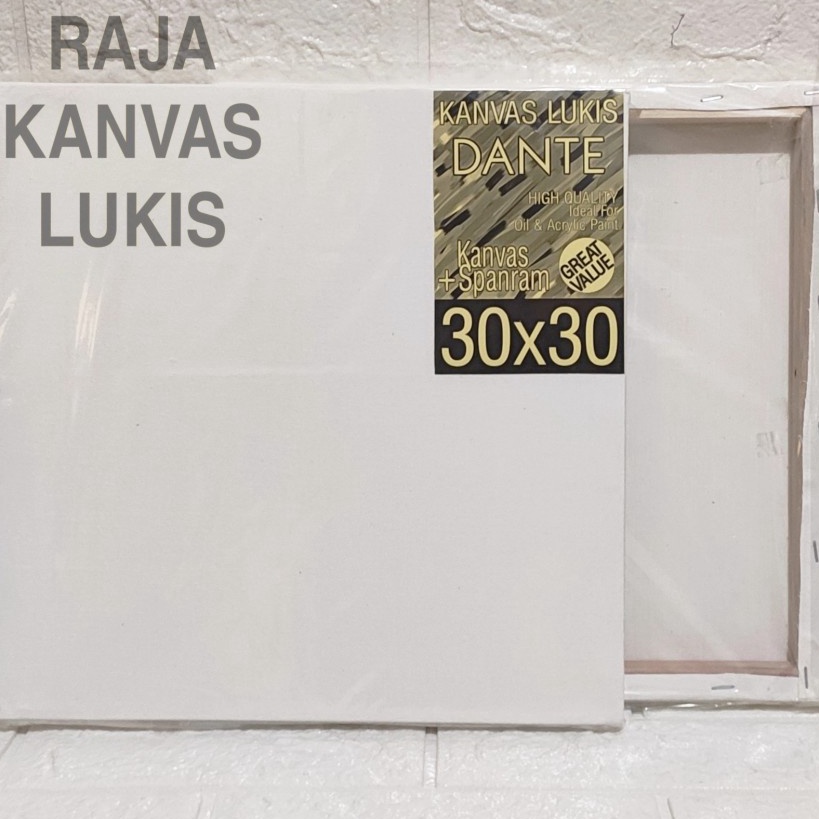 RAJA
KANVAS
LUKIS
KANVAS LUKIS
DANTE
HIGH QUALITY
Ideal For
Oil & Acrylic Paint
Kanvas
+Spanram
GREAT
VALUE
30x30